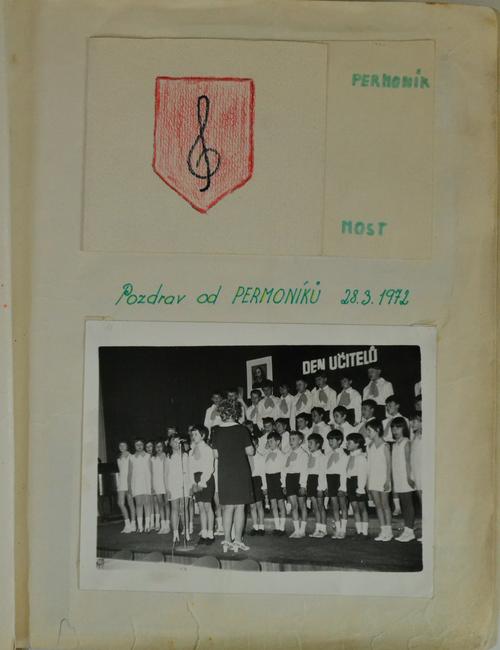 PERMONÍK
MOST
Pozdrav od PERMONÍKŮ 28.3.1972
DEN UČITELŮ